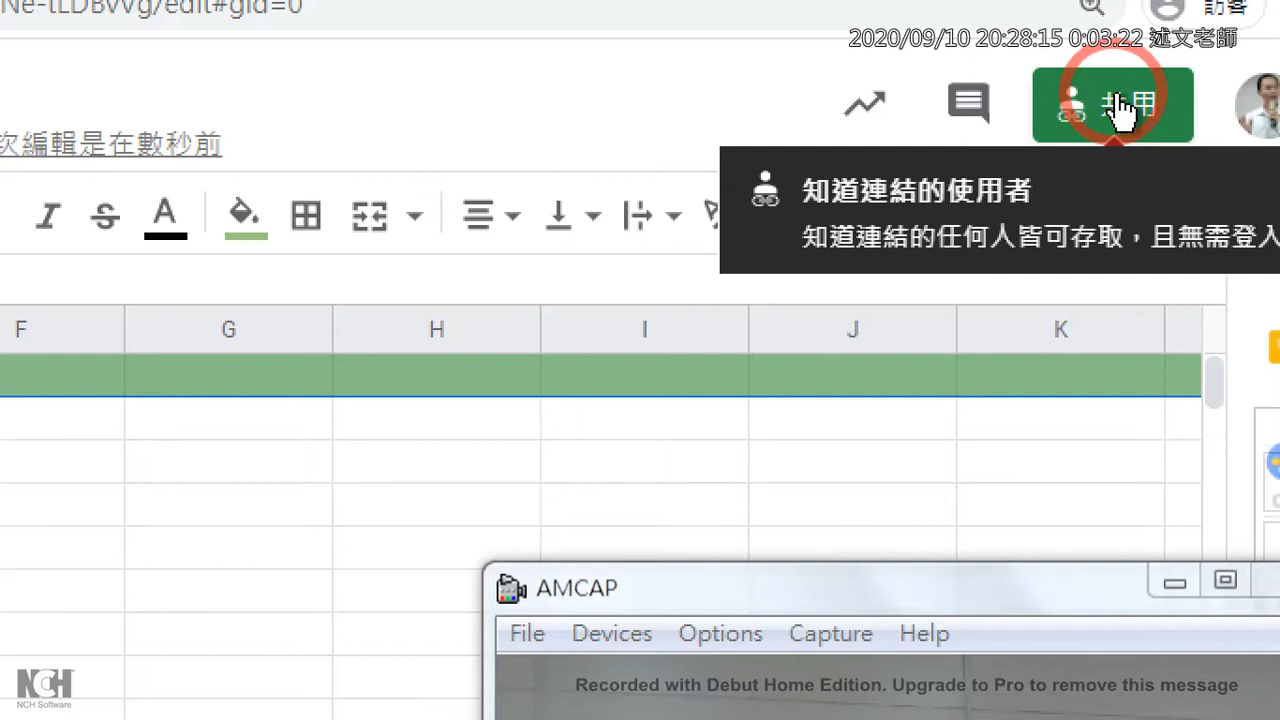 Ne-tLDBvVg/edit#gid=0
訪客
2020/09/10 20:28:15 0:03:22 述文老師
共用
次編輯是在數秒前
A
知道連結的使用者
知道連結的任何人皆可存取，且無需登入
F G H I J K
AMCAP
File Devices Options Capture Help
Recorded with Debut Home Edition. Upgrade to Pro to remove this message
NCH
NCH Software